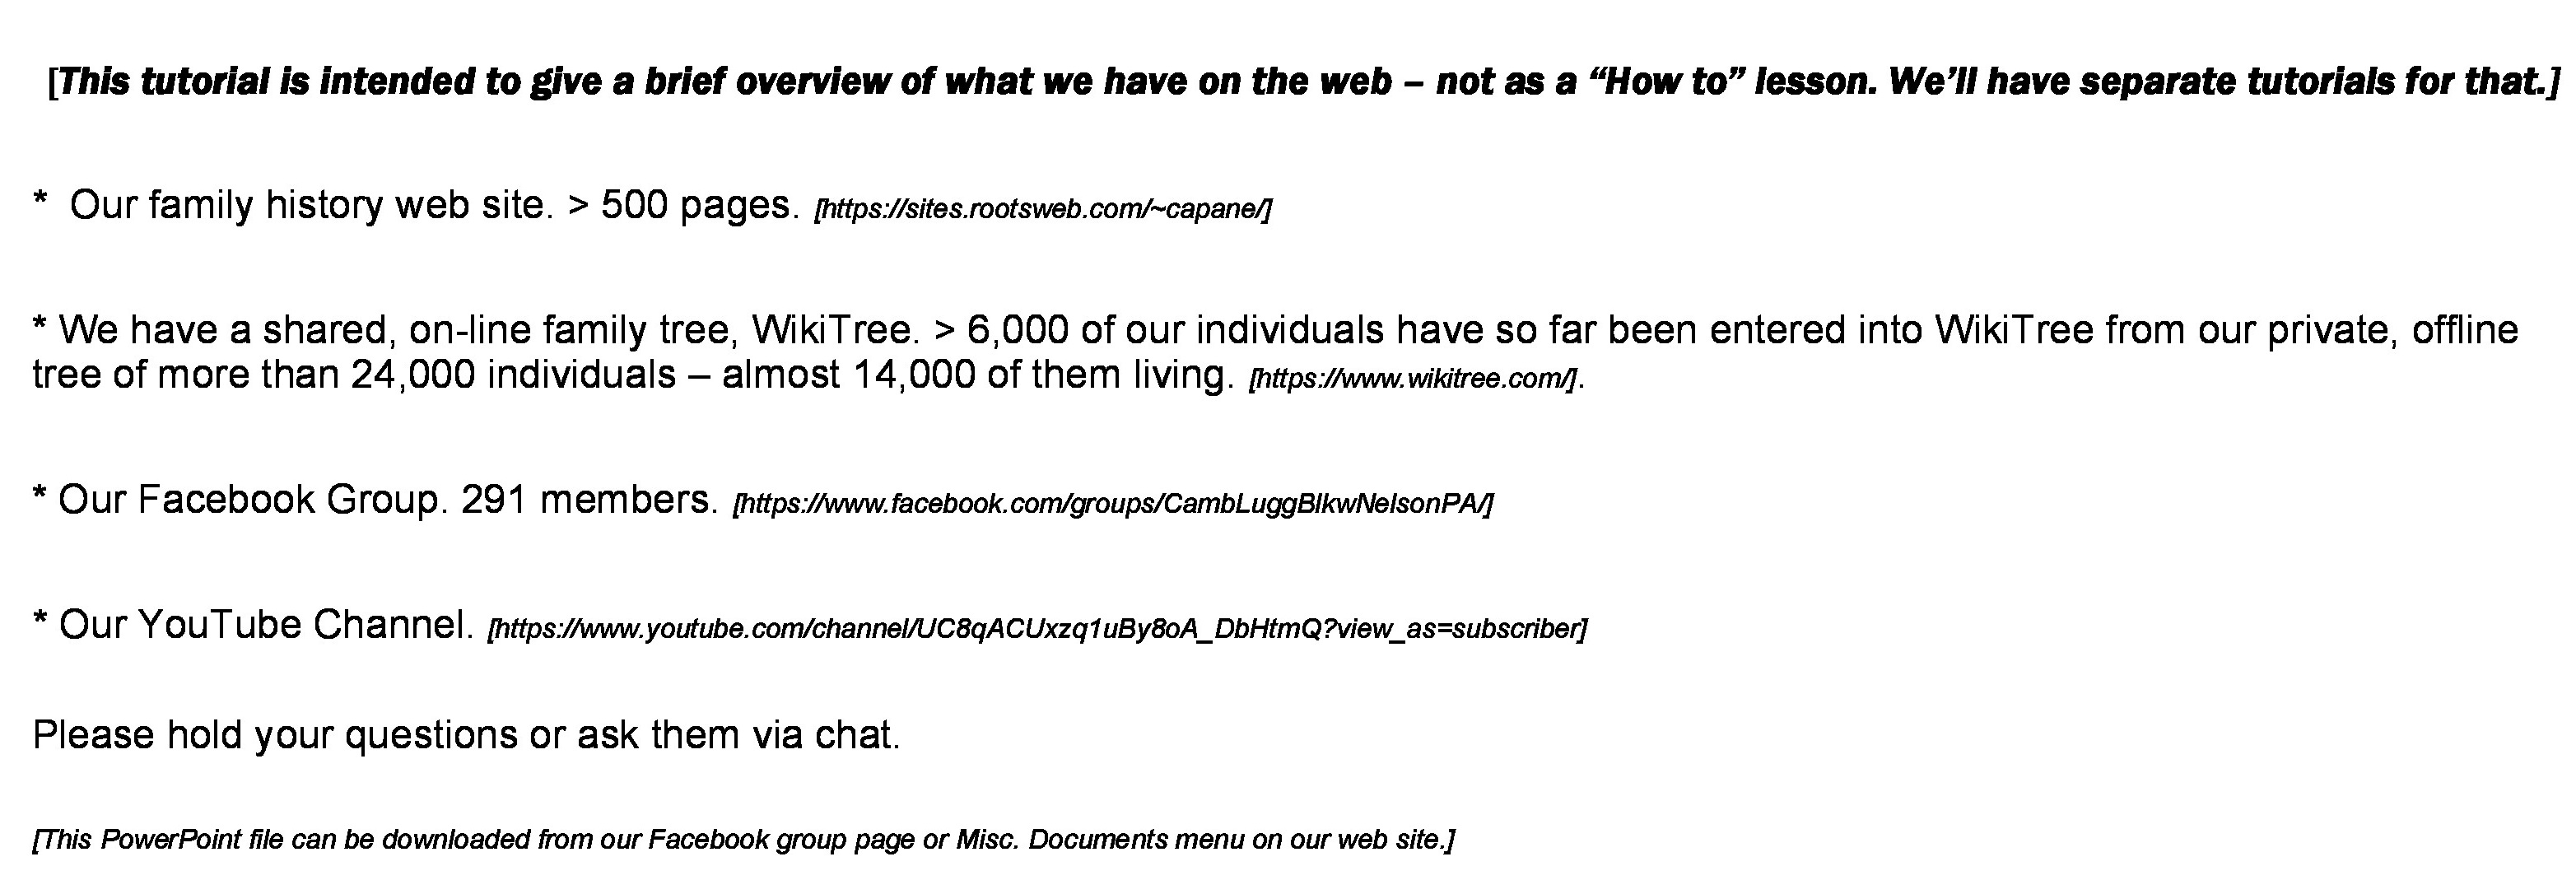 [This tutorial is intended to give a brief overview of what we have on the web – not as a “How to” lesson. We’ll have separate tutorials for that.]
* Our family history web site. > 500 pages. [https://sites.rootsweb.com/~capane/]
* We have a shared, on-line family tree, WikiTree. > 6,000 of our individuals have so far been entered into WikiTree from our private, offline
tree of more than 24,000 individuals – almost 14,000 of them living. [https://www.wikitree.com/].
* Our Facebook Group. 291 members. [https://www.facebook.com/groups/CambLuggBlkwNelsonPA/]
* Our YouTube Channel. [https://www.youtube.com/channel/UC8qACUxzq1uBy8oA_DbHtmQ?view_as=subscriber]
Please hold your questions or ask them via chat.
[This PowerPoint file can be downloaded from our Facebook group page or Misc. Documents menu on our web site.]